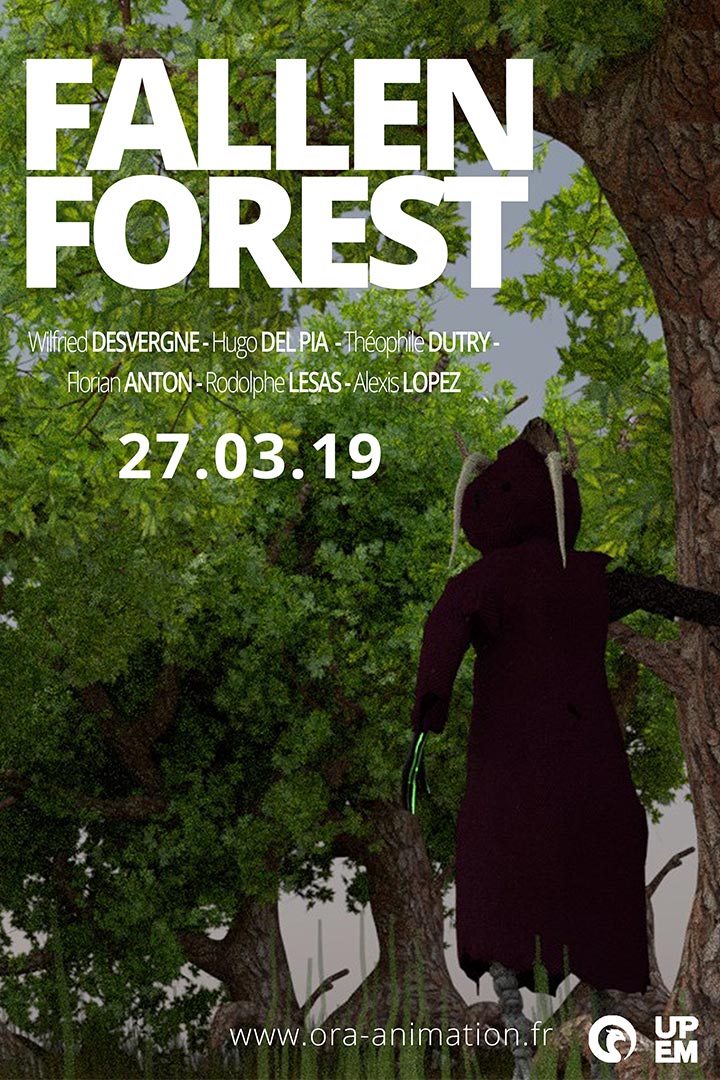 FALLEN
FOREST
Wilfried DESVERGNE - Hugo DEL PIA - Théophile DUTRY -
Florian ANTON - Rodolphe LESAS - Alexis LOPEZ
27.03.19
www.ora-animation.fr
UP
EM